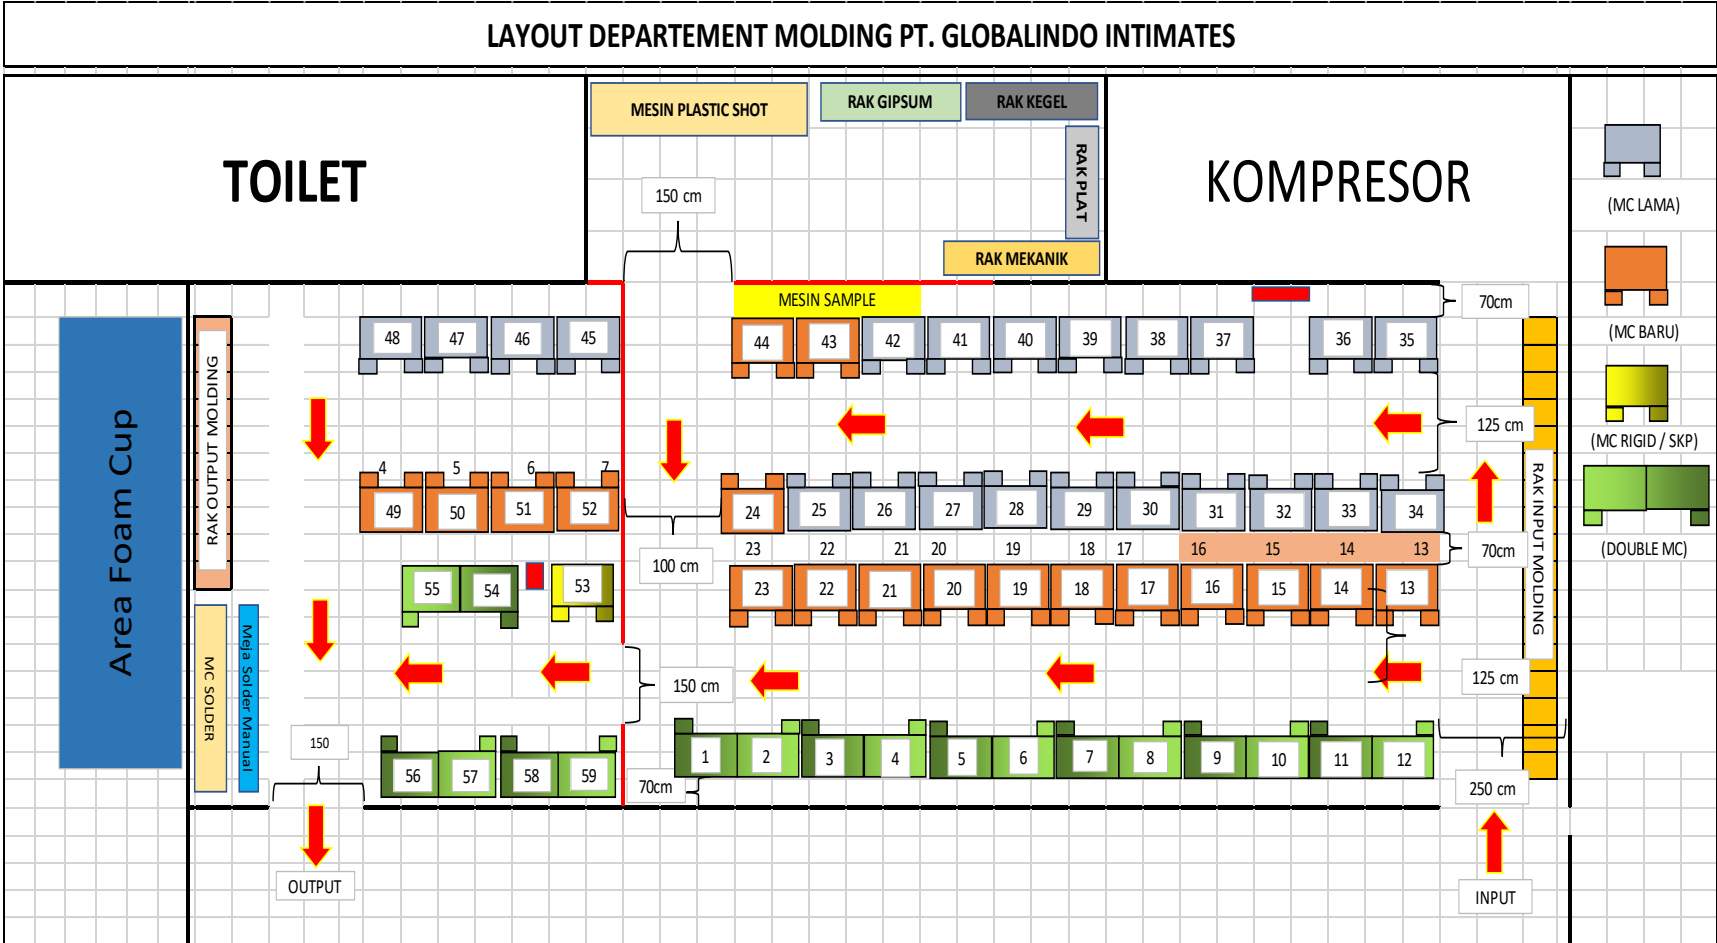 LAYOUT DEPARTEMENT MOLDING PT. GLOBALINDO INTIMATES
MESIN PLASTIC SHOT
RAK GIPSUM
RAK KEGEL
TOILET
RAK PLAT
KOMPRESOR
150 cm
RAK MEKANIK
(MC LAMA)
MESIN SAMPLE
70cm
48 47 46 45
44 43 42 41 40 39 38 37 36 35
(MC BARU)
125 cm
(MC RIGID / SKP)
4 5 6 7
49 50 51 52
24 25 26 27 28 29 30 31 32 33 34
23 22 21 20 19 18 17 16 15 14 13
70cm
(DOUBLE MC)
100 cm
55 54 53
23 22 21 20 19 18 17 16 15 14 13
Area Foam Cup
RAK OUTPUT MOLDING
RAK INPUT MOLDING
MC SOLDER
Meja Solder Manual
150 cm
125 cm
150
1 2 3 4 5 6 7 8 9 10 11 12
56 57 58 59
70cm
250 cm
OUTPUT
INPUT